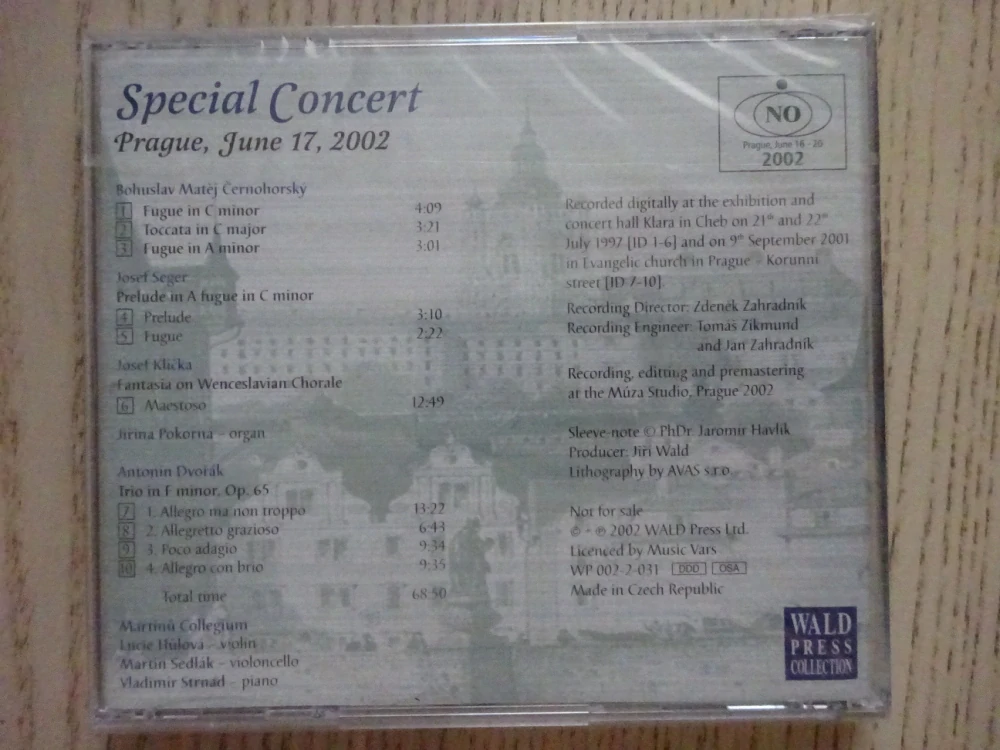 Special Concert
Prague, June 17, 2002
Bohuslav Matěj Černohorský
1 Fugue in C minor 4:09
2 Toccata in C major 3:21
3 Fugue in A minor 3:01
Josef Seger
Prelude in A fugue in C minor
4 Prelude 3:10
5 Fugue 2:22
Josef Klička
Fantasia on Wenceslavian Chorale
6 Maestoso 12:49
Jiřina Pokorna – organ
Antonín Dvořák
Trio in F minor, Op. 65
7 1. Allegro ma non troppo 13:22
8 2. Allegretto grazioso 6:43
9 3. Poco adagio 9:34
10 4. Allegro con brio 9:35
Total time 68:50
Martinů Collegium
Lucie Hůlová – violin
Martin Sedlák – violoncello
Vladimír Strnad – piano
NO
Prague, June 16 - 20
2002
Recorded digitally at the exhibition and
concert hall Klara in Cheb on 21st and 22nd
July 1997 [ID 1-6] and on 9th September 2001
in Evangelic church in Prague - Korunní
street [ID 7-10].
Recording Director: Zdeněk Zahradník
Recording Engineer: Tomáš Zikmund
and Jan Zahradník
Recording, editting and premastering
at the Múza Studio, Prague 2002
Sleeve-note © PhDr. Jaromír Havlík
Producer: Jiří Wald
Lithography by AVAS s.r.o.
Not for sale
© - ℗ 2002 WALD Press Ltd.
Licenced by Music Vars
WP 002-2-031 DDD OSA
Made in Czech Republic
WALD
PRESS
COLLECTION